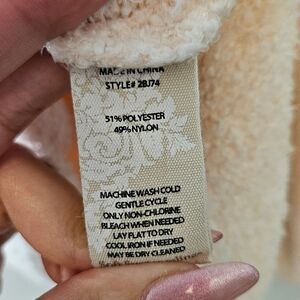 MADE IN CHINA
STYLE# 2BJ74
51% POLYESTER
49% NYLON
MACHINE WASH COLD
GENTLE CYCLE
ONLY NON-CHLORINE
BLEACH WHEN NEEDED
LAY FLAT TO DRY
COOL IRON IF NEEDED
MAY BE DRY CLEANED